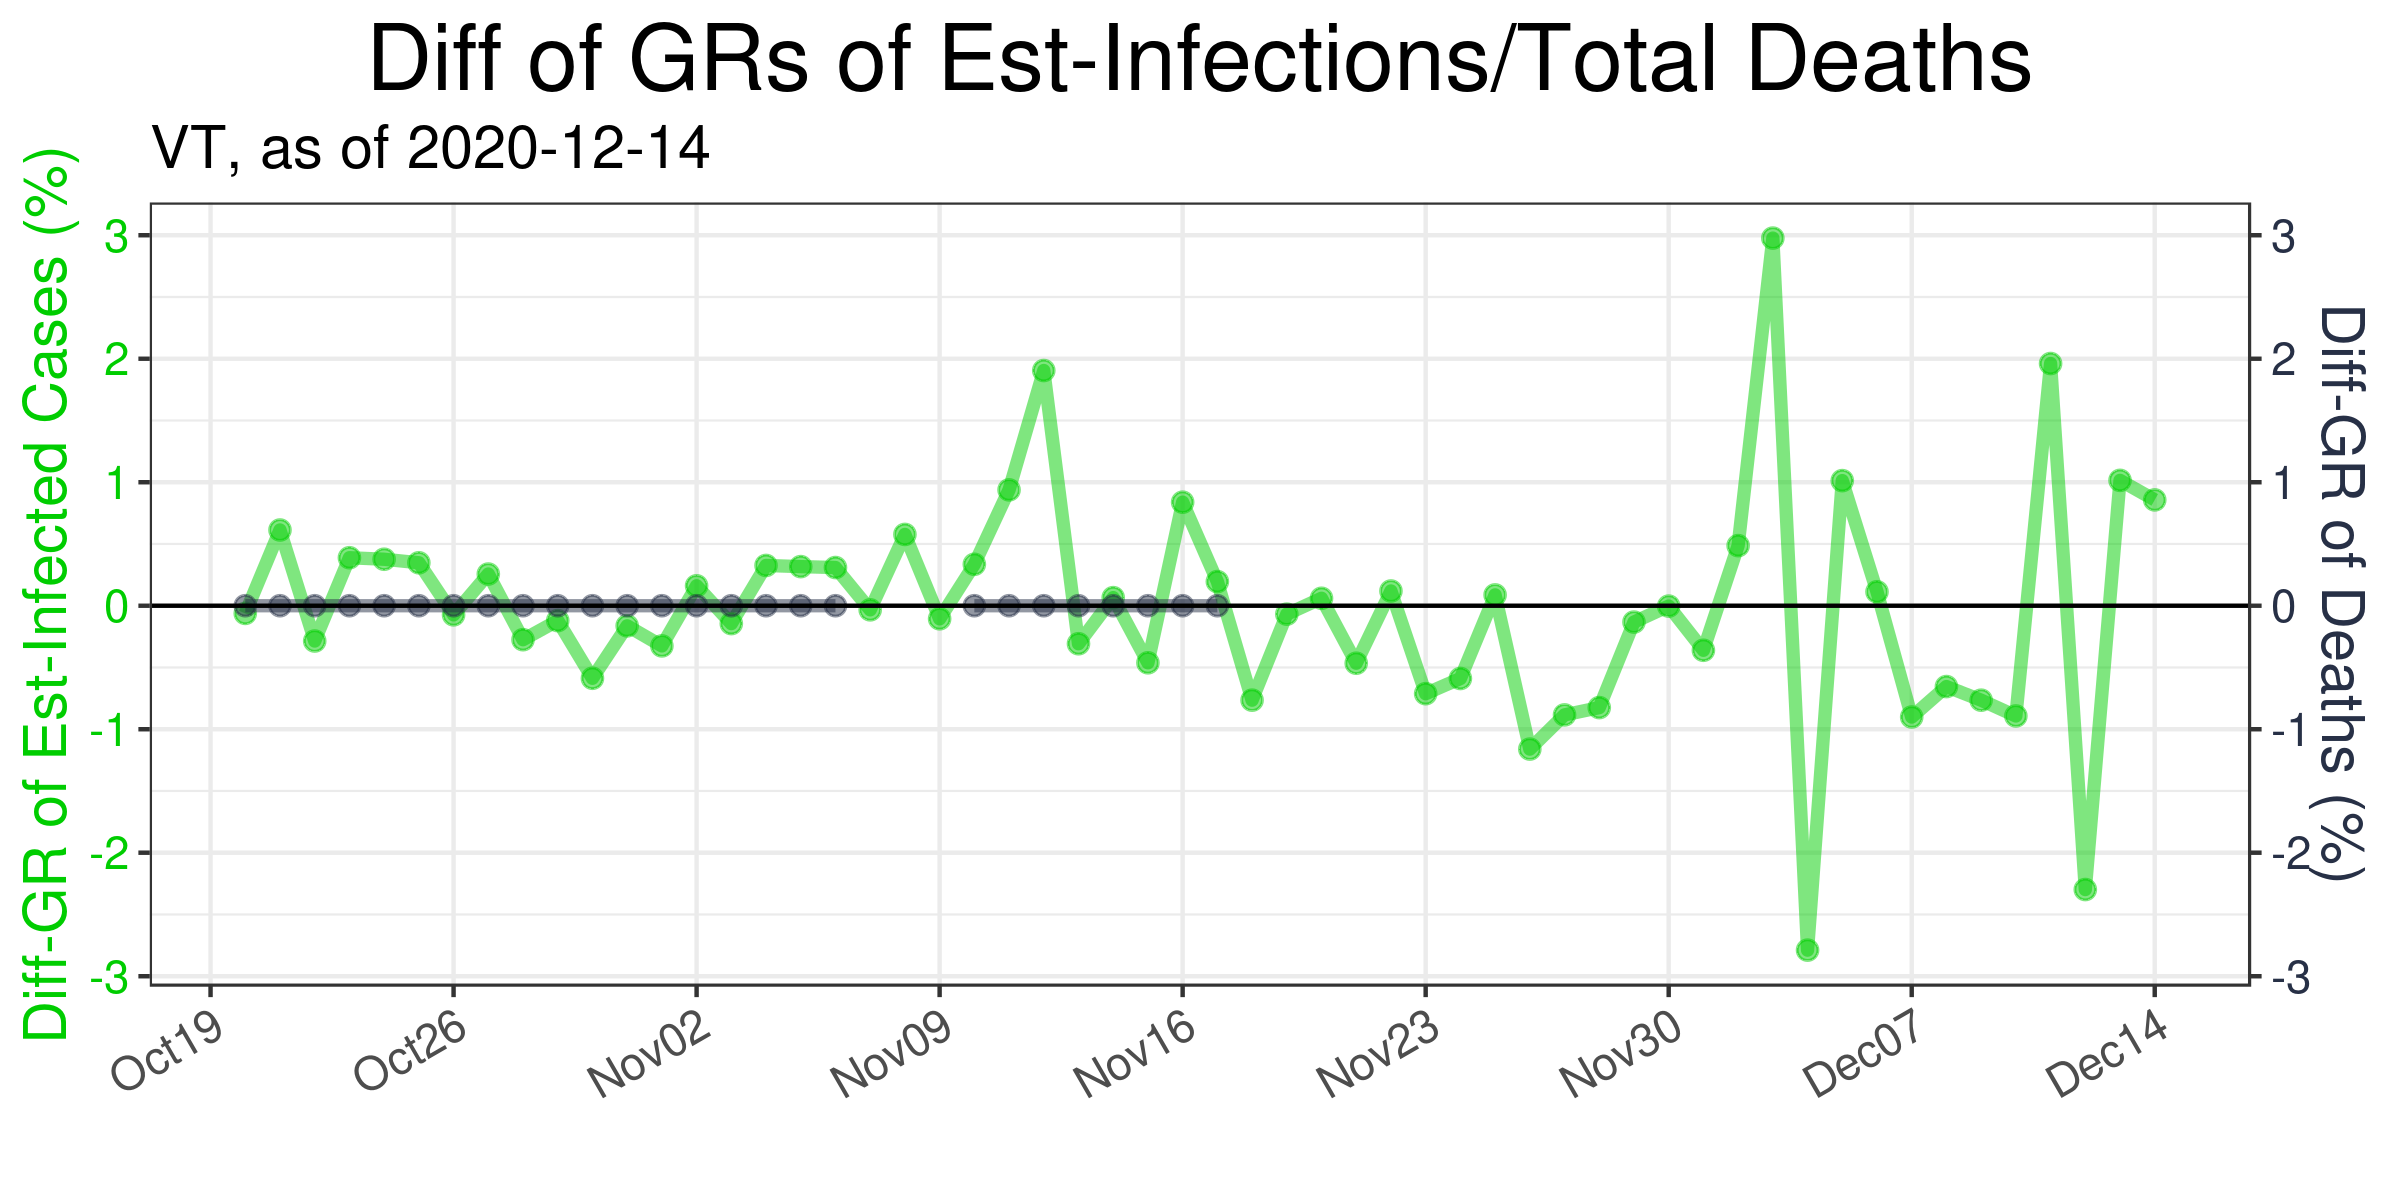 Diff of GRs of Est-Infections/Total Deaths
VT, as of 2020-12-14
Diff-GR of Est-Infected Cases (%)
3
2
1
0
-1
-2
-3
3
2
1
0
-1
-2
-3
Diff-GR of Deaths (%)
Oct19
Oct26
Nov02
Nov09
Nov16
Nov23
Nov30
Dec07
Dec14